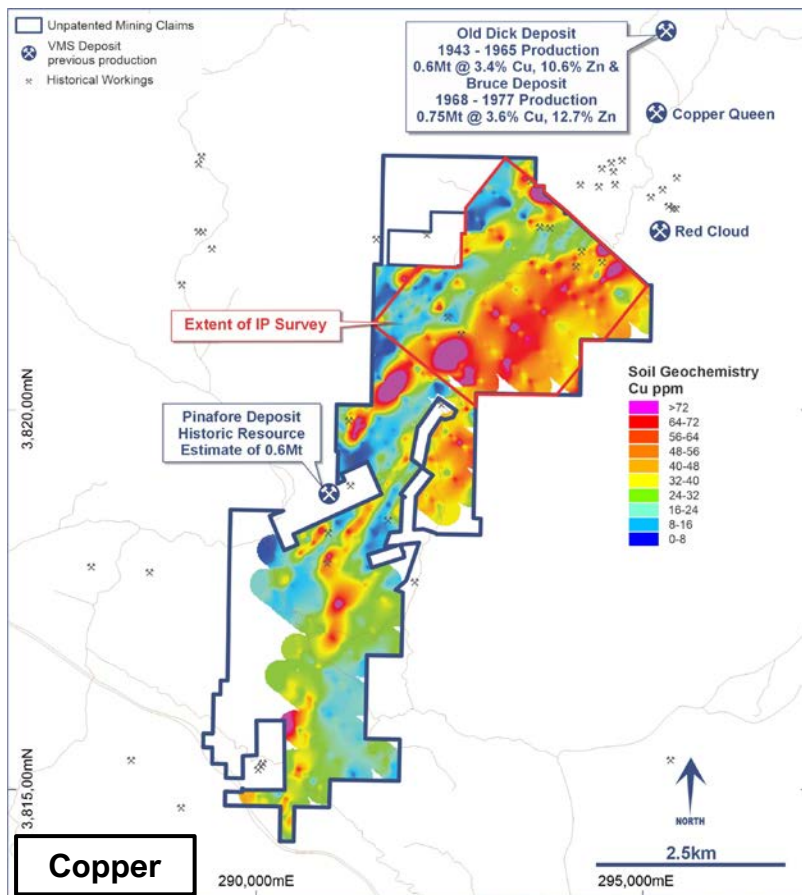 Unpatented Mining Claims
VMS Deposit
previous production
Historical Workings
Old Dick Deposit
1943 - 1965 Production
0.6Mt @ 3.4% Cu, 10.6% Zn &
Bruce Deposit
1968 - 1977 Production
0.75Mt @ 3.6% Cu, 12.7% Zn
Copper Queen
Red Cloud
Extent of IP Survey
Soil Geochemistry
Cu ppm
>72
64-72
56-64
48-56
40-48
32-40
24-32
16-24
8-16
0-8
3,820,00mN
Pinafore Deposit
Historic Resource
Estimate of 0.6Mt
3,815,00mN
NORTH
2.5km
Copper
290,000mE
295,000mE